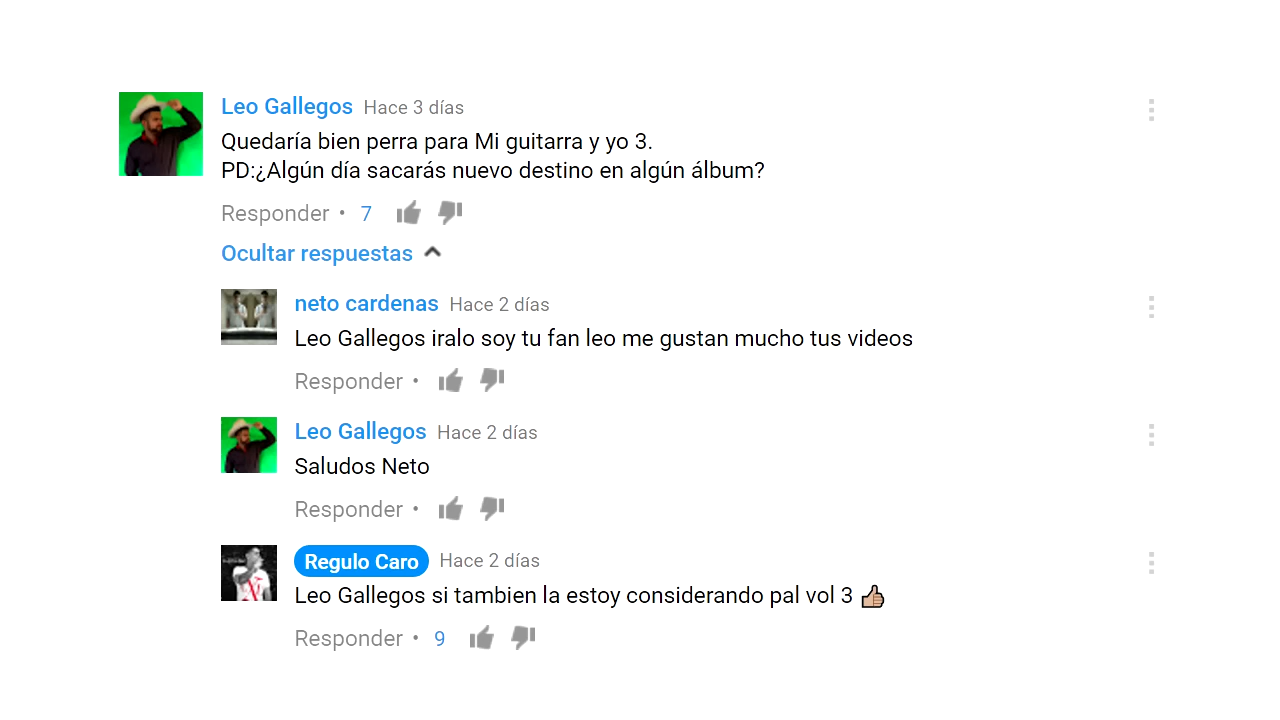 Leo Gallegos Hace 3 días
Quedaría bien perra para Mi guitarra y yo 3.
PD:¿Algún día sacarás nuevo destino en algún álbum?
Responder • 7
Ocultar respuestas
neto cardenas Hace 2 días
Leo Gallegos iralo soy tu fan leo me gustan mucho tus videos
Responder •
Leo Gallegos Hace 2 días
Saludos Neto
Responder •
Regulo Caro Hace 2 días
Leo Gallegos si tambien la estoy considerando pal vol 3 👍🏼
Responder • 9